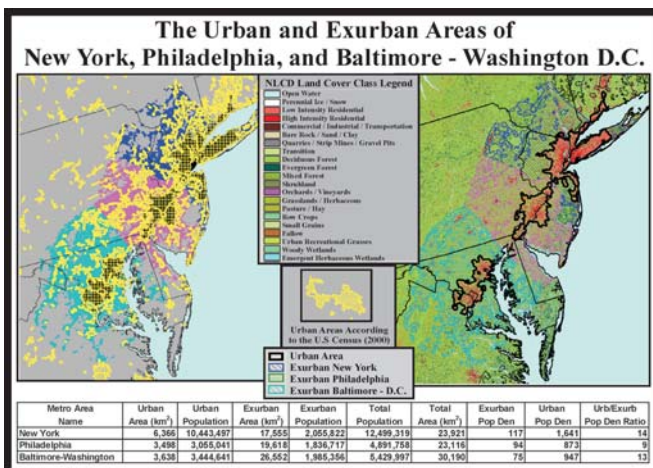 The Urban and Exurban Areas of
New York, Philadelphia, and Baltimore - Washington D.C.
NLCD Land Cover Class Legend
Open Water
Perennial Ice / Snow
Low Intensity Residential
High Intensity Residential
Commercial / Industrial / Transportation
Bare Rock / Sand / Clay
Quarries / Strip Mines / Gravel Pits
Transition
Deciduous Forest
Evergreen Forest
Mixed Forest
Shrubland
Orchards / Vineyards
Grasslands / Herbaceous
Pasture / Hay
Row Crops
Small Grains
Fallow
Urban Recreational Grasses
Woody Wetlands
Emergent Herbaceous Wetlands
Urban Areas According
to the U.S Census (2000)
Urban Area
Exurban New York
Exurban Philadelphia
Exurban Baltimore - D.C.
Metro Area Urban Urban Exurban Exurban Total Total Exurban Urban Urb/Exurb
Name Area (km²) Population Area (km²) Population Population Area (km²) Pop Den Pop Den Pop Den Ratio
New York 6,366 10,443,497 17,555 2,055,822 12,499,319 23,921 117 1,641 14
Philadelphia 3,498 3,055,041 19,618 1,836,717 4,891,758 23,116 94 873 9
Baltimore-Washington 3,638 3,444,641 26,552 1,985,356 5,429,997 30,190 75 947 13